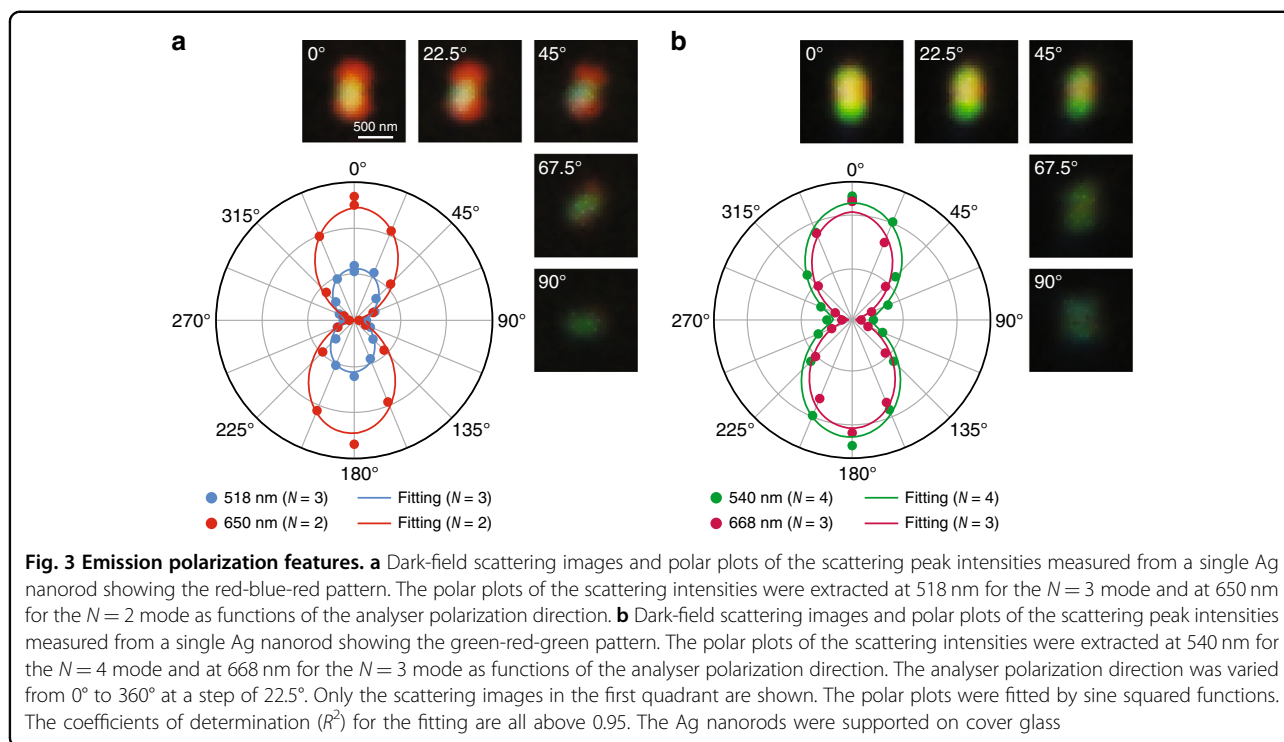 a
0°
22.5°
45°
500 nm
67.5°
90°
0°
45°
90°
135°
180°
225°
270°
315°
518 nm (N = 3)
Fitting (N = 3)
650 nm (N = 2)
Fitting (N = 2)
b
0°
22.5°
45°
67.5°
90°
0°
45°
90°
135°
180°
225°
270°
315°
540 nm (N = 4)
Fitting (N = 4)
668 nm (N = 3)
Fitting (N = 3)
Fig. 3 Emission polarization features. a Dark-field scattering images and polar plots of the scattering peak intensities measured from a single Ag
nanorod showing the red-blue-red pattern. The polar plots of the scattering intensities were extracted at 518 nm for the N = 3 mode and at 650 nm
for the N = 2 mode as functions of the analyser polarization direction. b Dark-field scattering images and polar plots of the scattering peak intensities
measured from a single Ag nanorod showing the green-red-green pattern. The polar plots of the scattering intensities were extracted at 540 nm for
the N = 4 mode and at 668 nm for the N = 3 mode as functions of the analyser polarization direction. The analyser polarization direction was varied
from 0° to 360° at a step of 22.5°. Only the scattering images in the first quadrant are shown. The polar plots were fitted by sine squared functions.
The coefficients of determination (R²) for the fitting are all above 0.95. The Ag nanorods were supported on cover glass